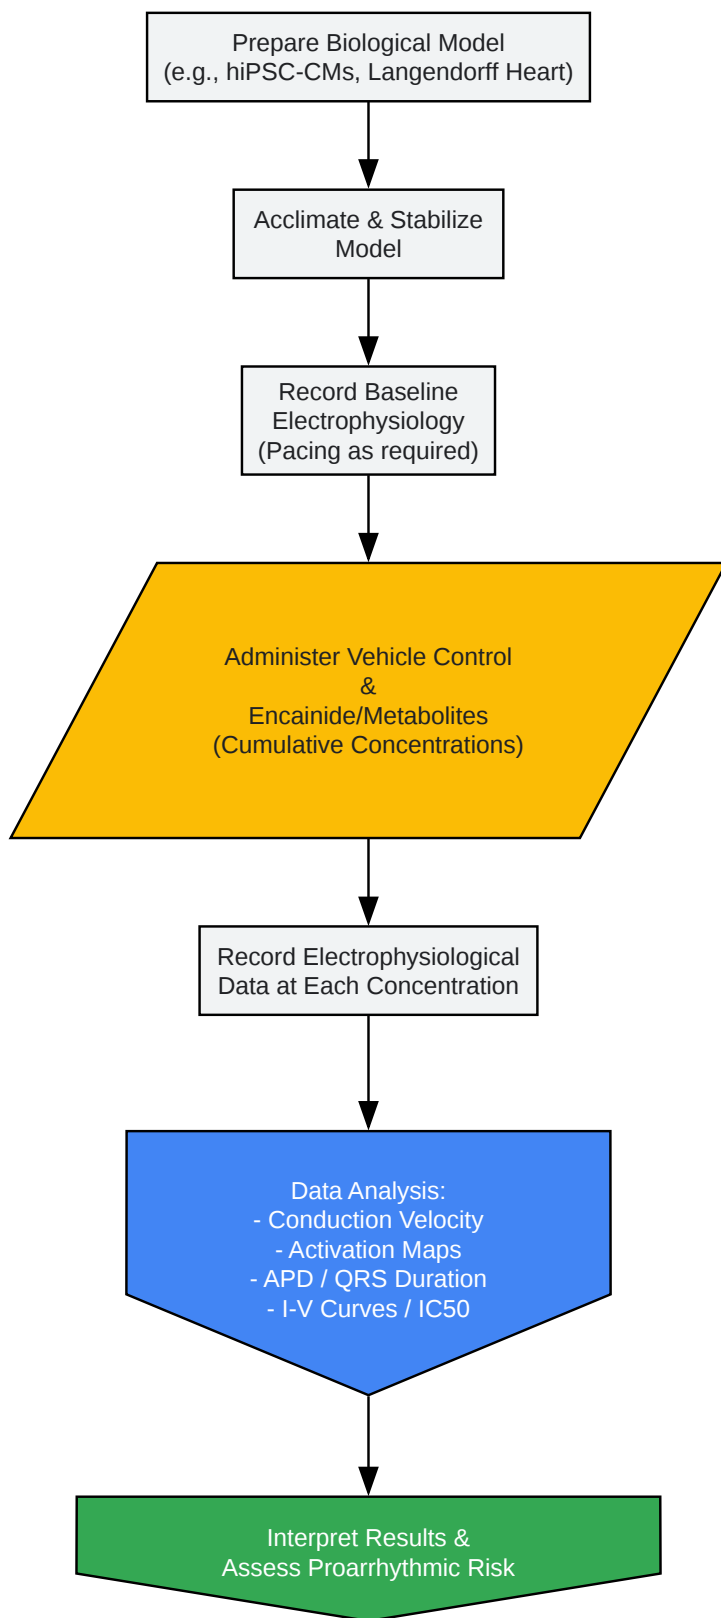 Prepare Biological Model
(e.g., hiPSC-CMs, Langendorff Heart)
Acclimate & Stabilize
Model
Record Baseline
Electrophysiology
(Pacing as required)
Administer Vehicle Control
&
Encainide/Metabolites
(Cumulative Concentrations)
Record Electrophysiological
Data at Each Concentration
Data Analysis:
- Conduction Velocity
- Activation Maps
- APD / QRS Duration
- I-V Curves / IC50
Interpret Results &
Assess Proarrhythmic Risk